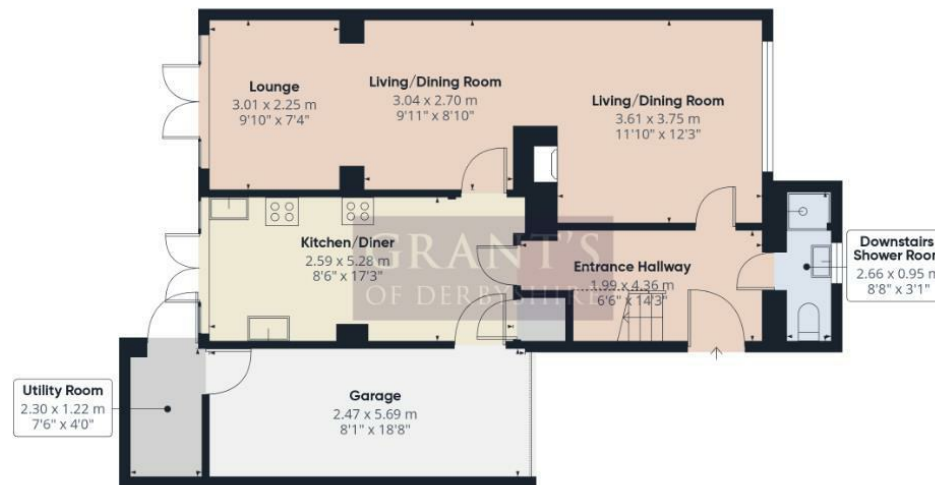 Lounge
3.01 x 2.25 m
9'10" x 7'4"
Living/Dining Room
3.04 x 2.70 m
9'11" x 8'10"
Living/Dining Room
3.61 x 3.75 m
11'10" x 12'3"
Kitchen/Diner
2.59 x 5.28 m
8'6" x 17'3"
GRANT'S
OF DERBYSHIRE
Entrance Hallway
1.99 x 4.36 m
6'6" x 14'3"
Downstairs
Shower Room
2.66 x 0.95 m
8'8" x 3'1"
Utility Room
2.30 x 1.22 m
7'6" x 4'0"
Garage
2.47 x 5.69 m
8'1" x 18'8"